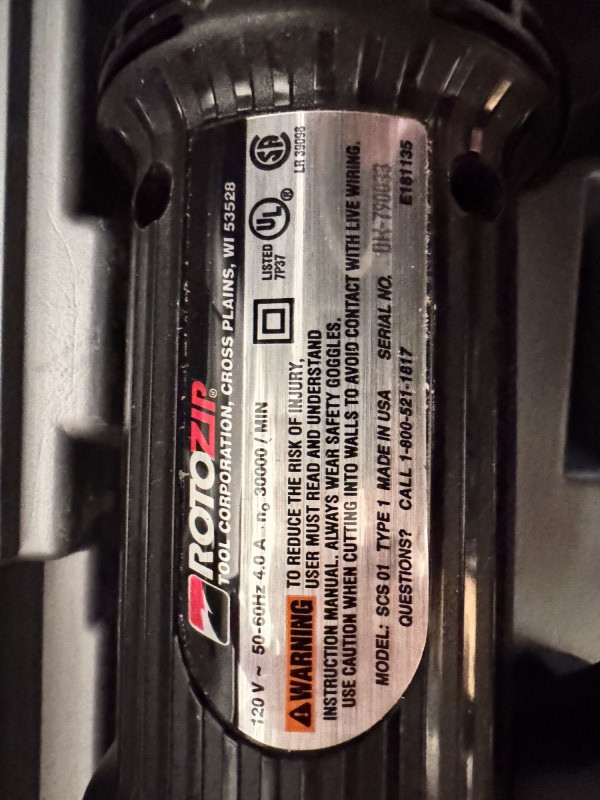 ROTOZIP®
TOOL CORPORATION, CROSS PLAINS, WI 53528
120 V ~ 50-60Hz 4.0 A n₀ 30000 / MIN
LISTED
7P37
UL®
SA
LR 39098
WARNING TO REDUCE THE RISK OF INJURY,
USER MUST READ AND UNDERSTAND
INSTRUCTION MANUAL. ALWAYS WEAR SAFETY GOGGLES.
USE CAUTION WHEN CUTTING INTO WALLS TO AVOID CONTACT WITH LIVE WIRING.
MODEL: SCS 01 TYPE 1 MADE IN USA SERIAL NO.
QUESTIONS? CALL 1-800-521-1817 E181135